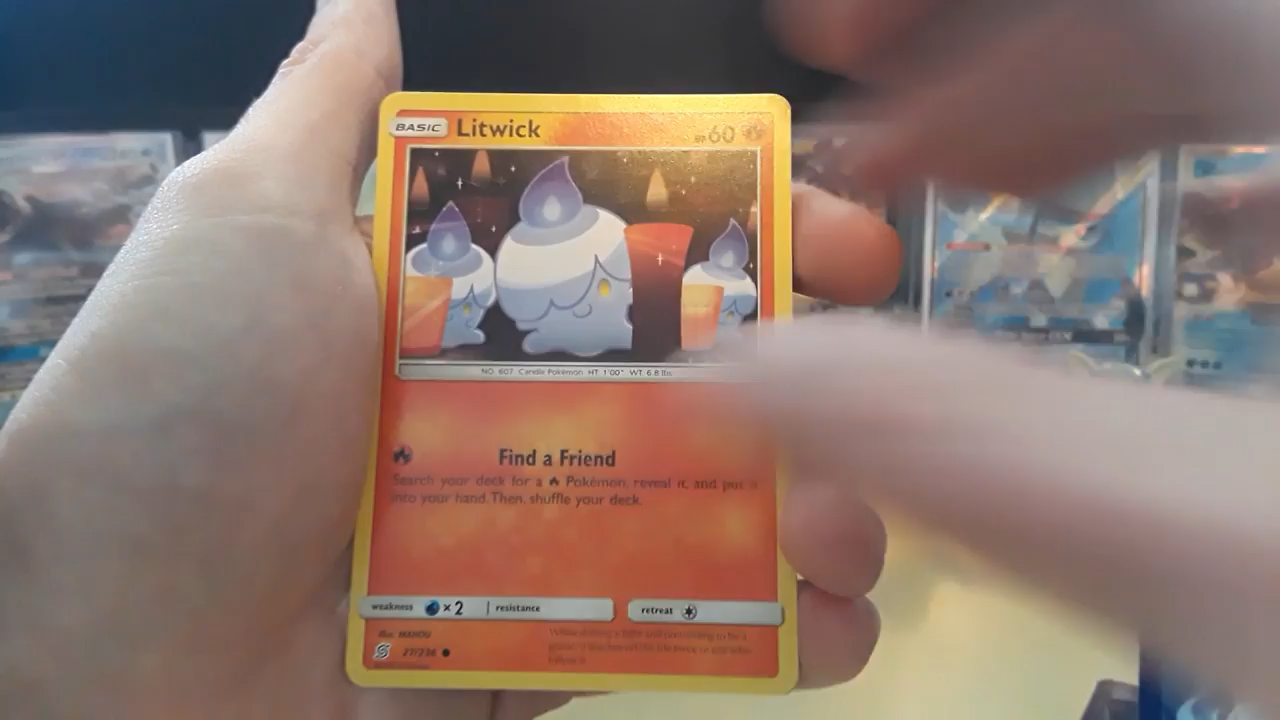 BASIC Litwick HP 60
NO. 607 Candle Pokémon HT 1'00" WT 6.8 lbs
Find a Friend
Search your deck for a Pokémon, reveal it, and put it
into your hand. Then, shuffle your deck.
weakness ×2 resistance retreat
illus. MAHOU
27/236